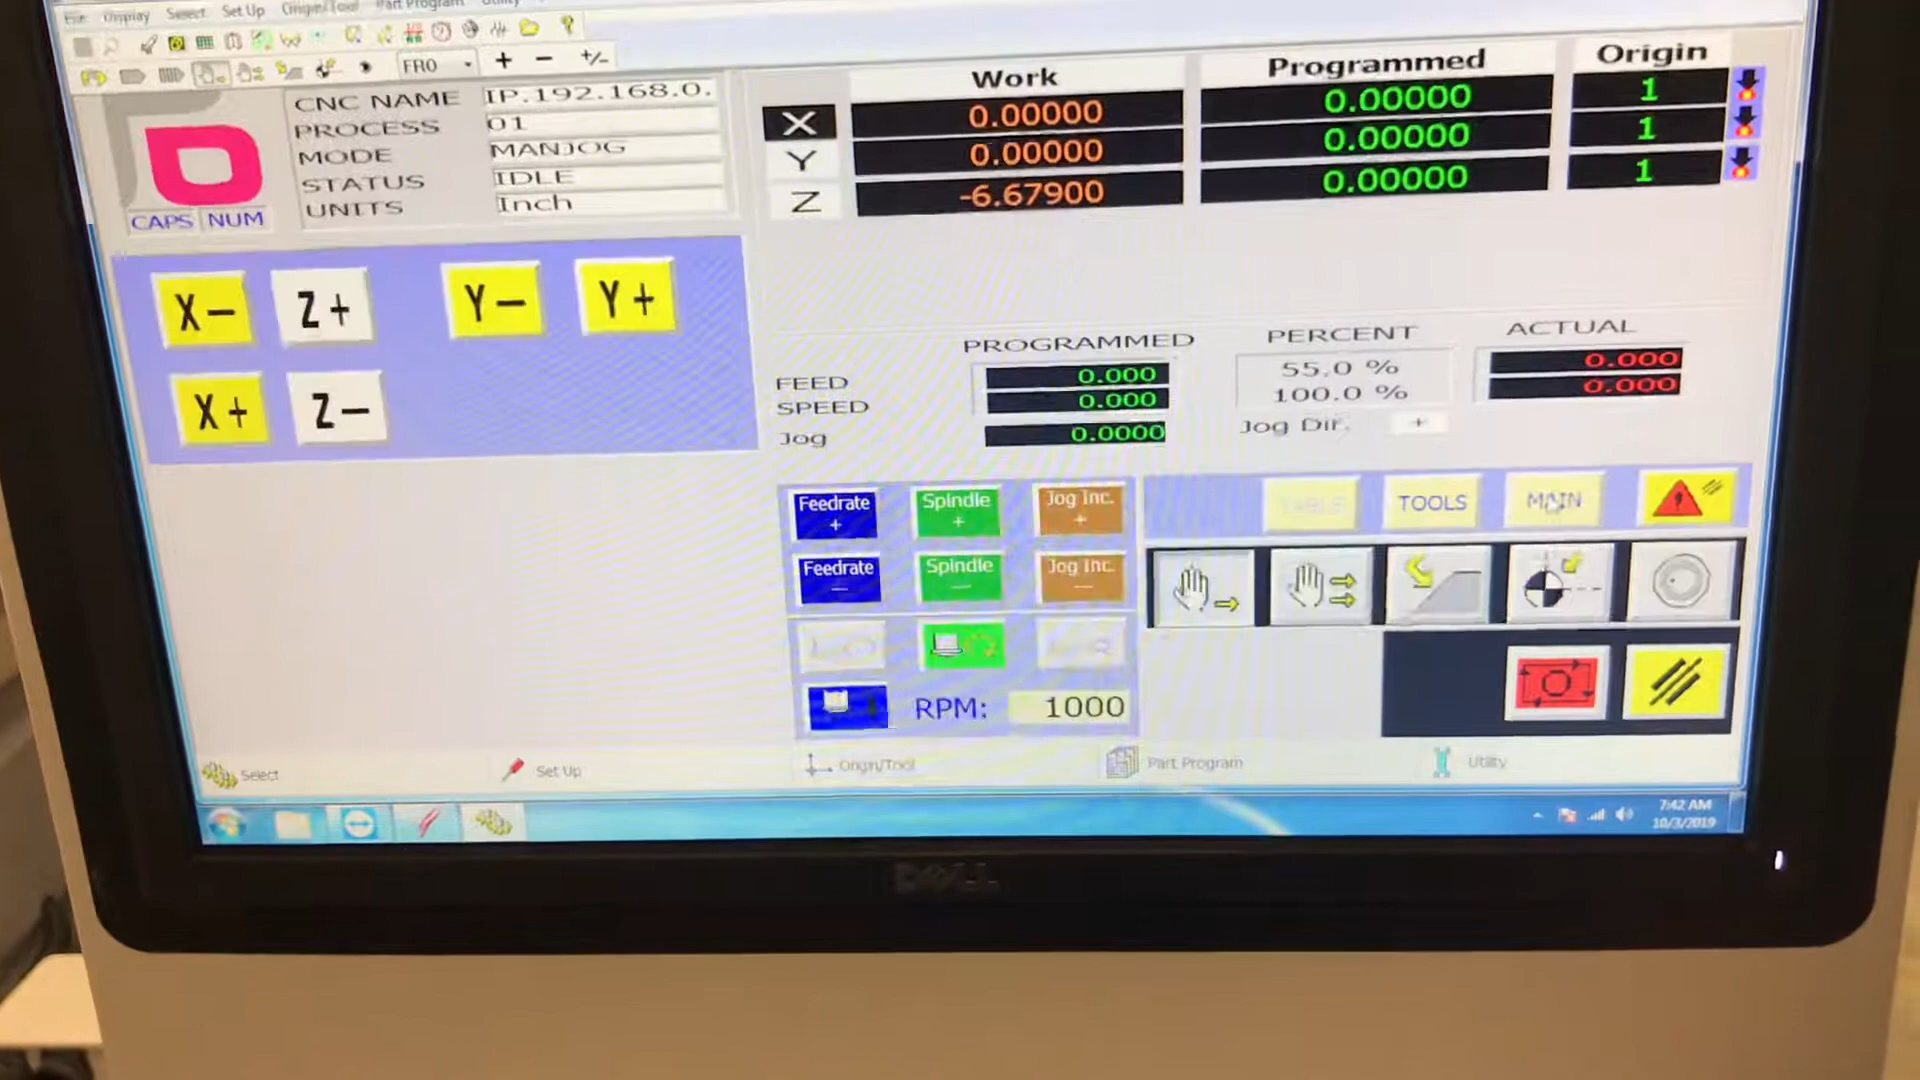 File Display Select Set Up Origin/Tool Part Program Utility
FRO + - +/-
CNC NAME IP.192.168.0.
PROCESS 01
MODE MANJOG
STATUS IDLE
UNITS Inch
CAPS NUM
Work Programmed Origin
X 0.00000 0.00000 1
Y 0.00000 0.00000 1
Z -6.67900 0.00000 1
X- Z+ Y- Y+
X+ Z-
PROGRAMMED PERCENT ACTUAL
FEED 0.000 55.0 % 0.000
SPEED 0.000 100.0 % 0.000
Jog 0.0000 Jog Dir. +
Feedrate + Spindle + Jog Inc. +
TABLE TOOLS MAIN
Feedrate - Spindle - Jog Inc. -
RPM: 1000
Select Set Up Origin/Tool Part Program Utility
7:42 AM
10/3/2019
DELL